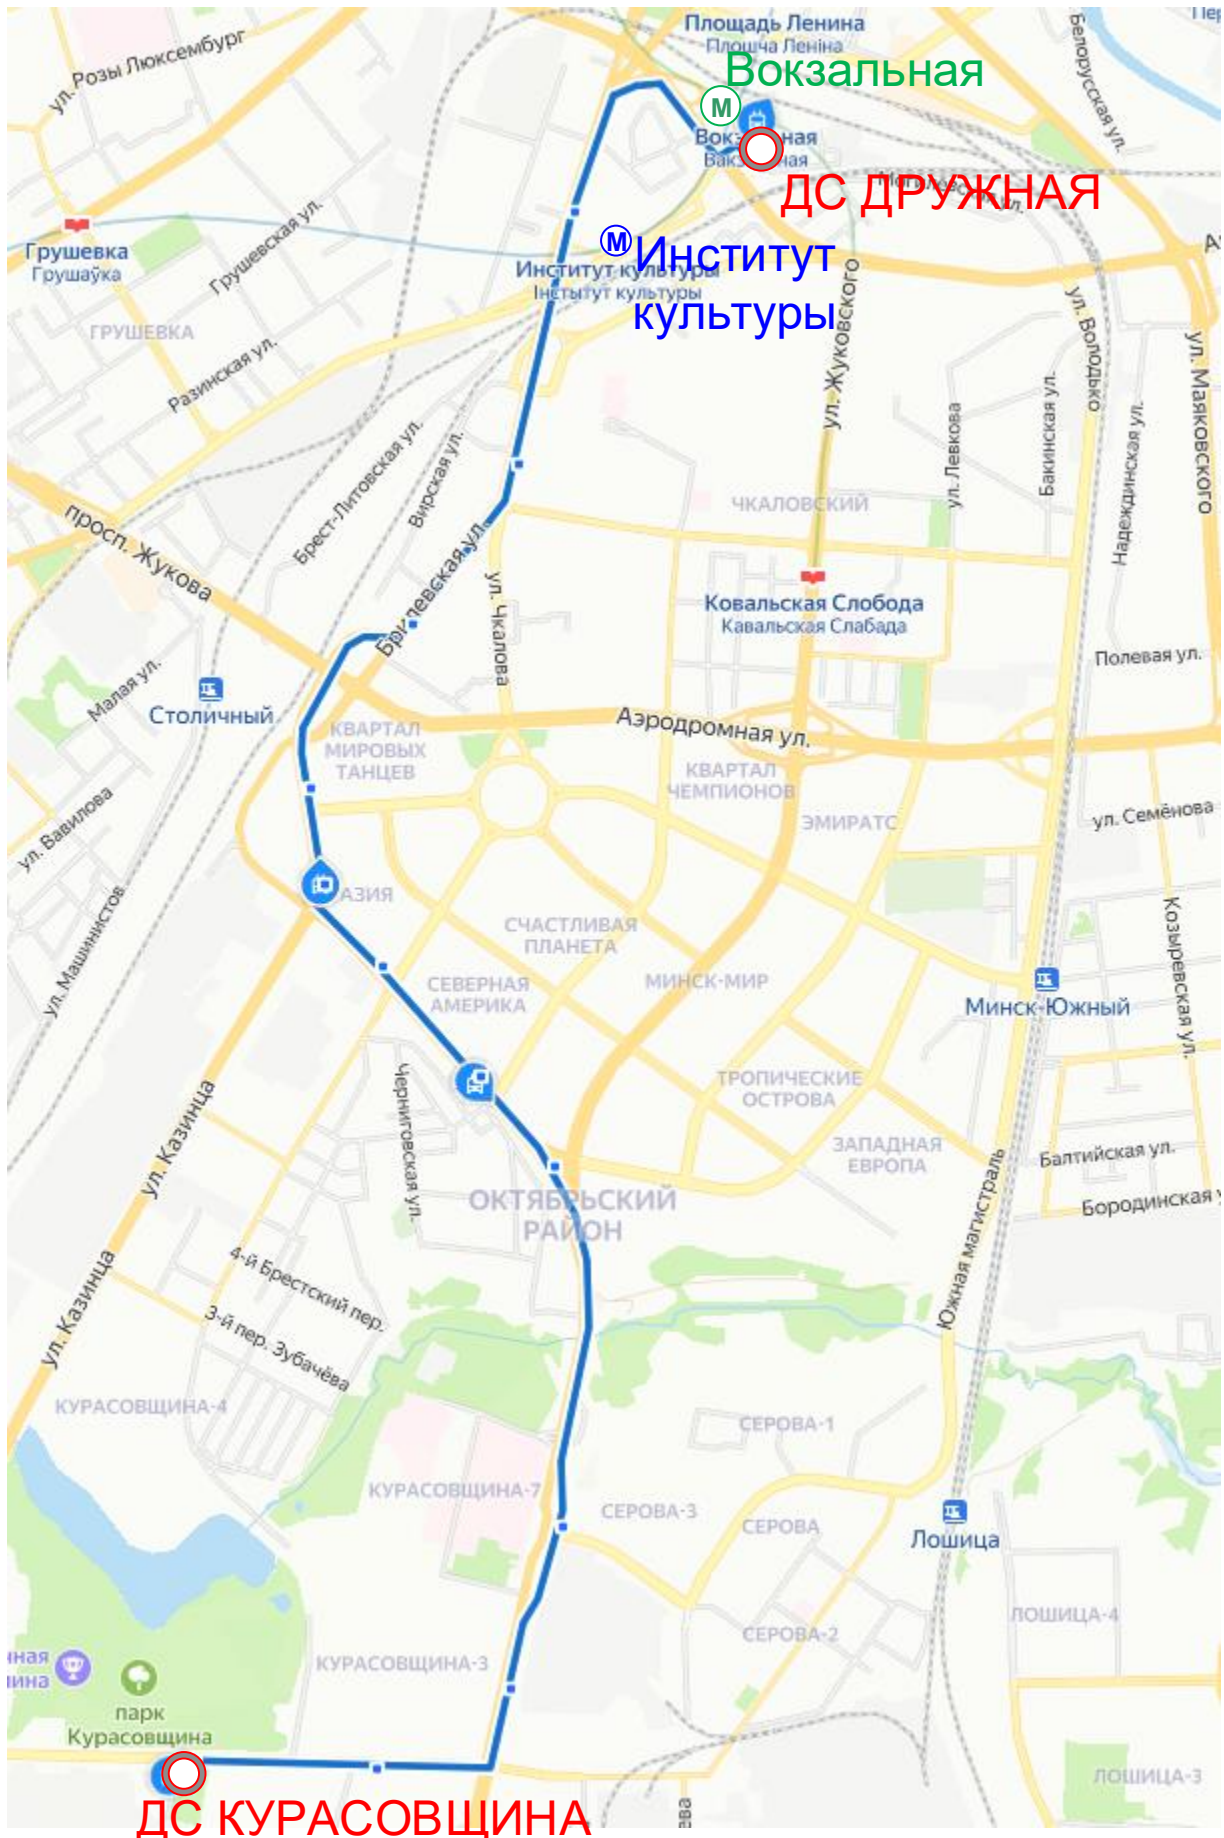 Площадь Ленина
Плошча Леніна
Вокзальная
М
ул. Розы Люксембург
Белорусская ул.
ДС ДРУЖНАЯ
Могилёвская ул.
Грушевка
Грушаўка
Грушевская ул.
М
Институт
культуры
Институт культуры
Інстытут культуры
ГРУШЕВКА
Разинская ул.
ул. Жуковского
ул. Володько
ул. Маяковского
Брест-Литовская ул.
Вирская ул.
ул. Левкова
Бакинская ул.
Надеждинская ул.
ЧКАЛОВСКИЙ
просп. Жукова
Брилевская ул.
ул. Чкалова
Ковальская Слобода
Кавальская Слабада
Полевая ул.
Малая ул.
Столичный
Аэродромная ул.
КВАРТАЛ
МИРОВЫХ
ТАНЦЕВ
КВАРТАЛ
ЧЕМПИОНОВ
ул. Вавилова
ЭМИРАТС
ул. Семёнова
АЗИЯ
ул. Машинистов
СЧАСТЛИВАЯ
ПЛАНЕТА
Козыревская ул.
СЕВЕРНАЯ
АМЕРИКА
МИНСК-МИР
Минск-Южный
ул. Казинца
Черниговская ул.
ТРОПИЧЕСКИЕ
ОСТРОВА
ЗАПАДНАЯ
ЕВРОПА
Балтийская ул.
Бородинская
ОКТЯБРЬСКИЙ
РАЙОН
Южная магистраль
4-й Брестский пер.
3-й пер. Зубачёва
ул. Казинца
КУРАСОВЩИНА-4
СЕРОВА-1
КУРАСОВЩИНА-7
СЕРОВА-3
СЕРОВА
Лошица
ЛОШИЦА-4
СЕРОВА-2
КУРАСОВЩИНА-3
парк
Курасовщина
ЛОШИЦА-3
ДС КУРАСОВЩИНА